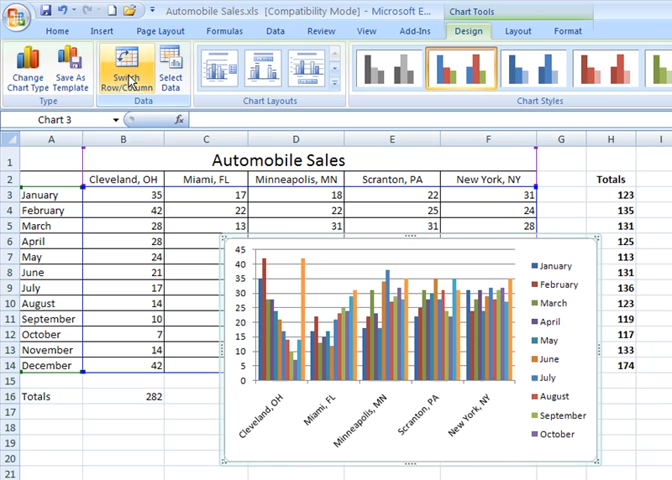 Automobile Sales.xls [Compatibility Mode] - Microsoft E... Chart Tools
Home Insert Page Layout Formulas Data Review View Add-Ins Design Layout Format
Change Chart Type
Save As Template
Switch Row/Column
Select Data
Type Data Chart Layouts Chart Styles
Chart 3 fx
A B C D E F G H I
1 Automobile Sales
2 Cleveland, OH Miami, FL Minneapolis, MN Scranton, PA New York, NY Totals
3 January 35 17 18 22 31 123
4 February 42 22 22 25 24 135
5 March 28 13 31 31 28 131
6 April 28 125
7 May 24 113
8 June 21 131
9 July 17 136
10 August 14 123
11 September 10 119
12 October 7 117
13 November 14 133
14 December 42 174
15
16 Totals 282
17
18
19
20
21
45
40
35
30
25
20
15
10
5
0
Cleveland, OH
Miami, FL
Minneapolis, MN
Scranton, PA
New York, NY
January
February
March
April
May
June
July
August
September
October